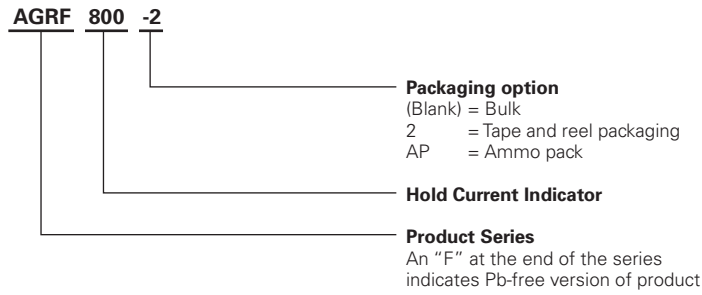 AGRF 800 -2
Packaging option
(Blank) = Bulk
2 = Tape and reel packaging
AP = Ammo pack
Hold Current Indicator
Product Series
An “F” at the end of the series
indicates Pb-free version of product